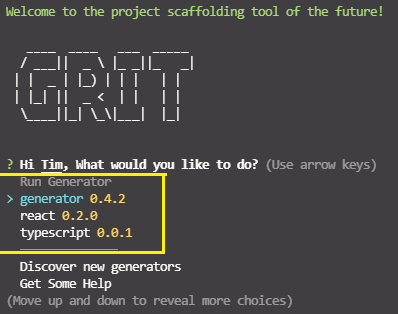 Welcome to the project scaffolding tool of the future!
GRIT
? Hi Tim, What would you like to do? (Use arrow keys)
Run Generator
> generator 0.4.2
react 0.2.0
typescript 0.0.1
Discover new generators
Get Some Help
(Move up and down to reveal more choices)